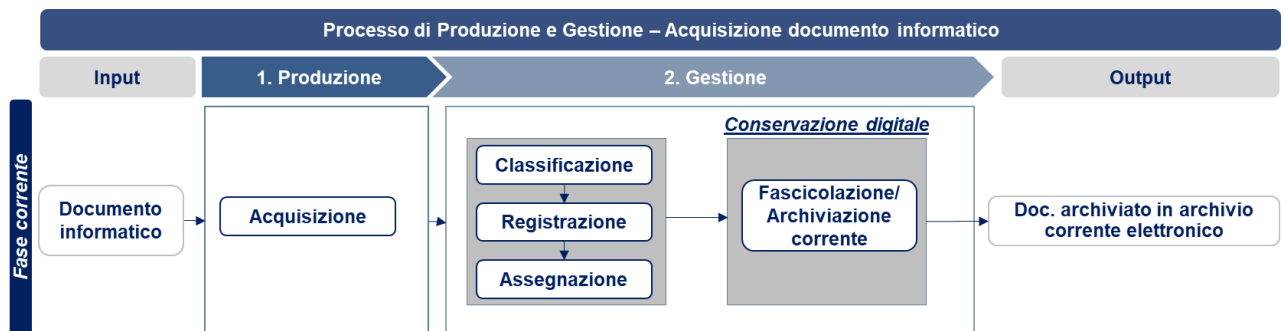 Processo di Produzione e Gestione – Acquisizione documento informatico
Input
1. Produzione
2. Gestione
Output
Fase corrente
Documento
informatico
Acquisizione
Classificazione
Registrazione
Assegnazione
Conservazione digitale
Fascicolazione/
Archiviazione
corrente
Doc. archiviato in archivio
corrente elettronico